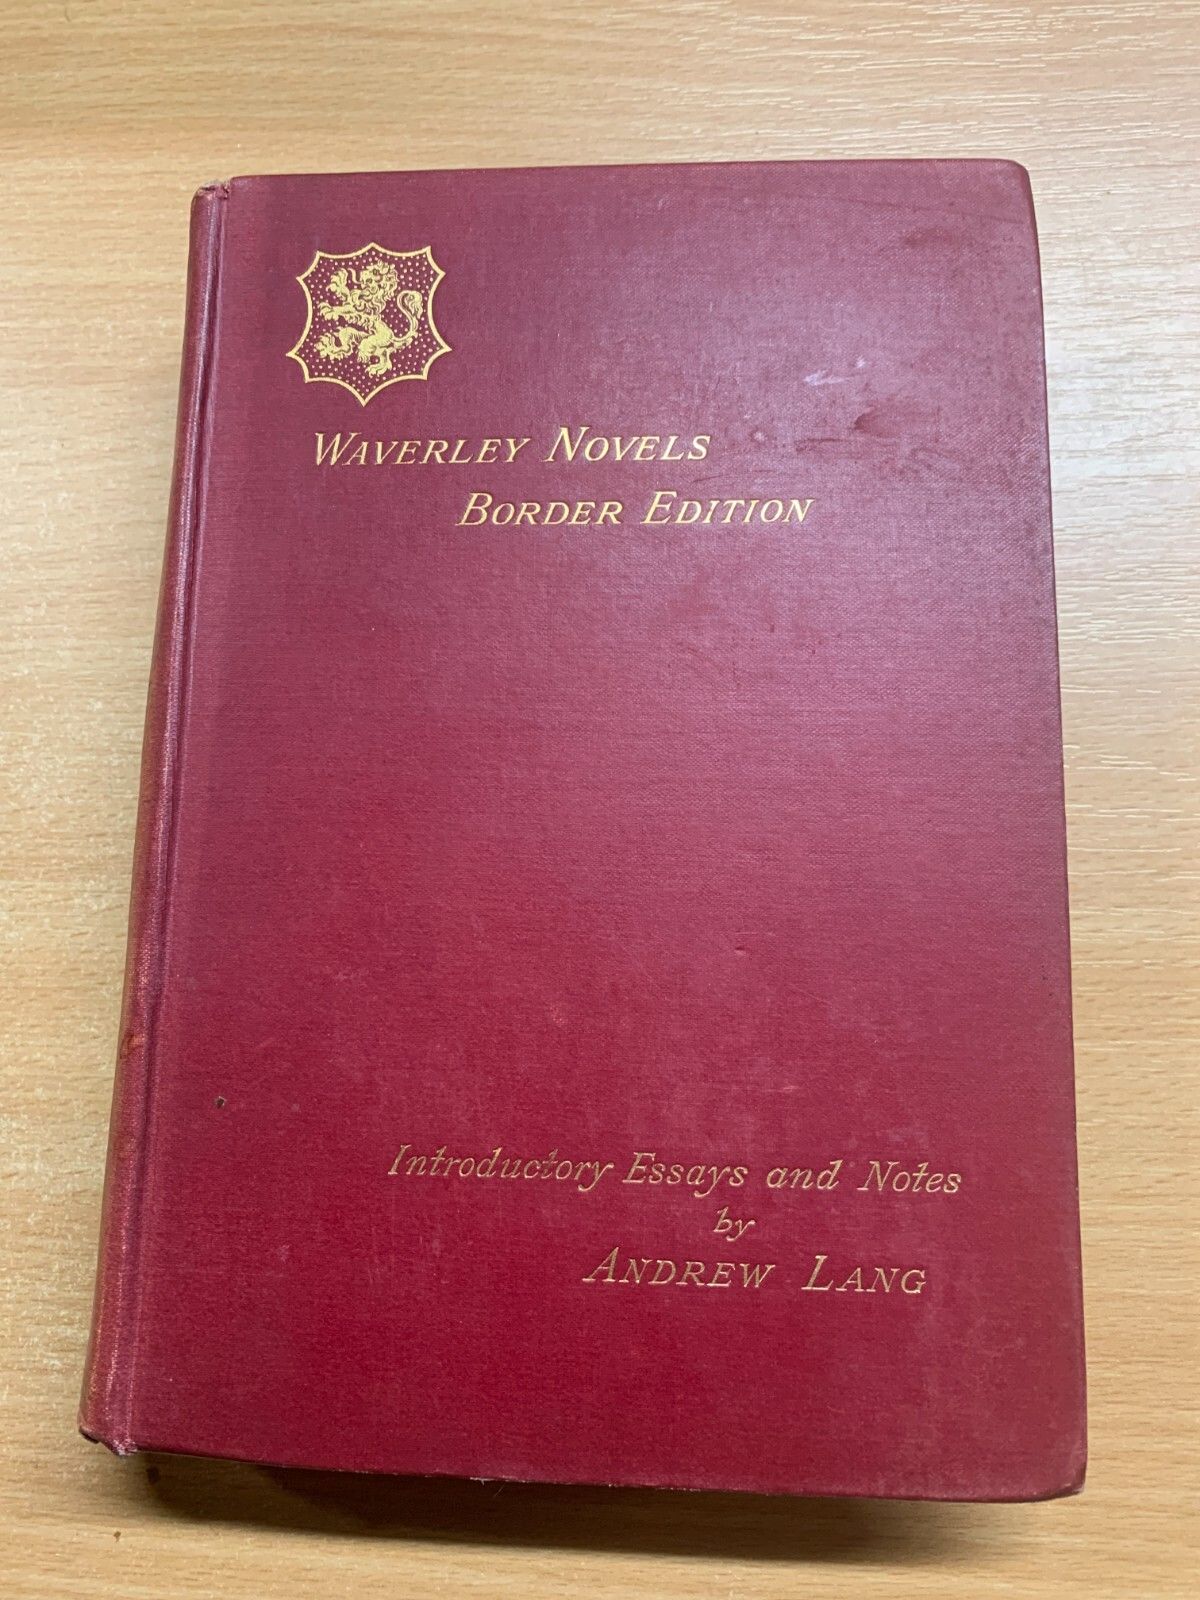 WAVERLEY NOVELS
BORDER EDITION
Introductory Essays and Notes
by
ANDREW LANG